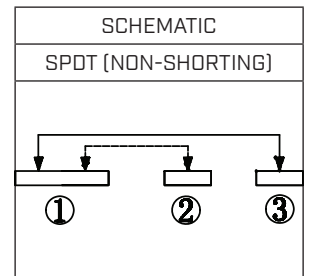 SCHEMATIC
SPDT (NON-SHORTING)
① ② ③